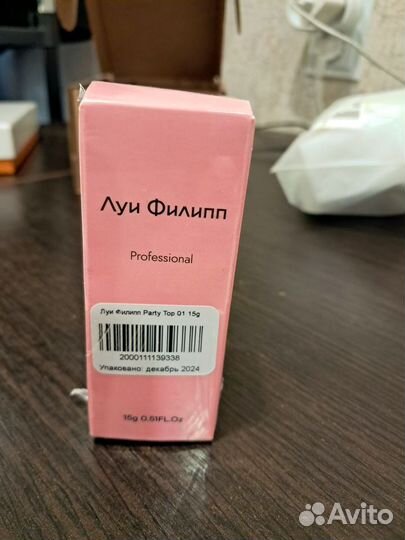 Луи Филипп
Professional
Луи Филипп Party Top 01 15g
2000111139338
Упаковано: декабрь 2024
15g 0.51FL.Oz
Avito